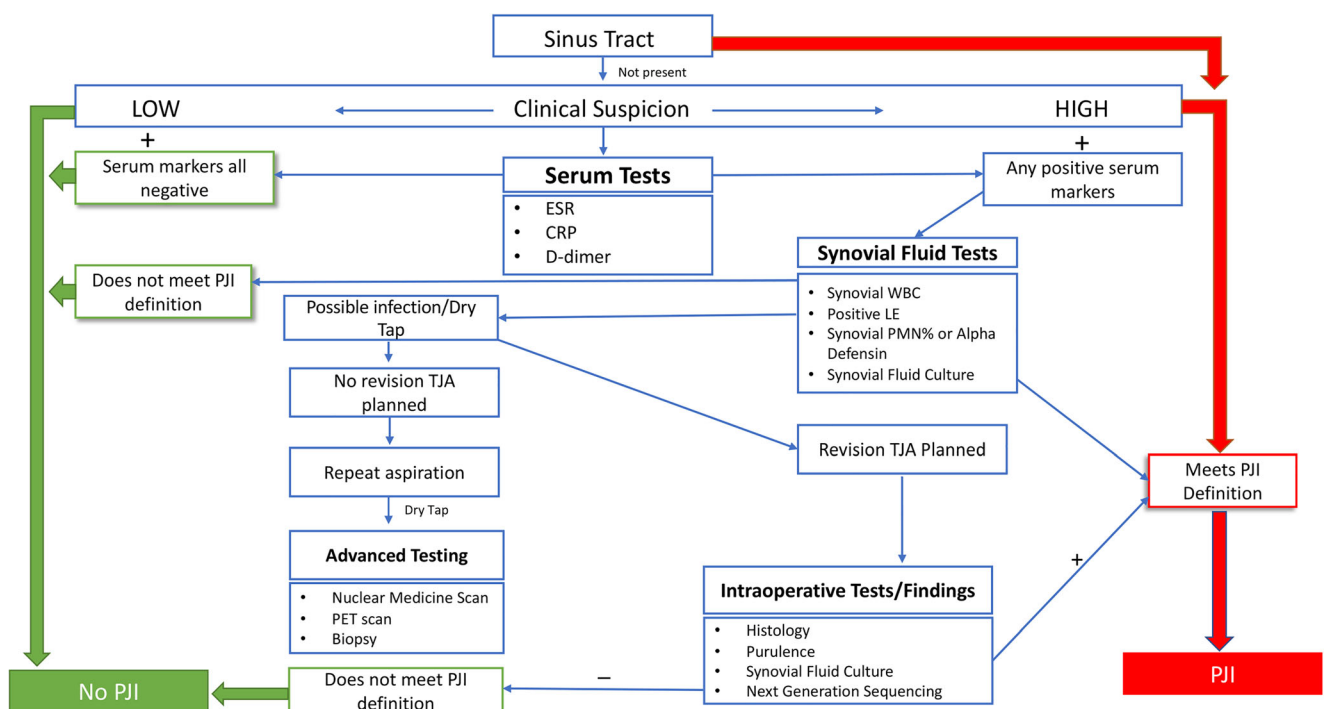 Sinus Tract
Not present
LOW
Clinical Suspicion
HIGH
+
+
Serum markers all
negative
Serum Tests
• ESR
• CRP
• D-dimer
Any positive serum
markers
Synovial Fluid Tests
• Synovial WBC
• Positive LE
• Synovial PMN% or Alpha
Defensin
• Synovial Fluid Culture
Does not meet PJI
definition
Possible infection/Dry
Tap
No revision TJA
planned
Repeat aspiration
Dry Tap
Revision TJA Planned
Meets PJI
Definition
Advanced Testing
• Nuclear Medicine Scan
• PET scan
• Biopsy
Intraoperative Tests/Findings
• Histology
• Purulence
• Synovial Fluid Culture
• Next Generation Sequencing
+
–
Does not meet PJI
definition
No PJI
PJI